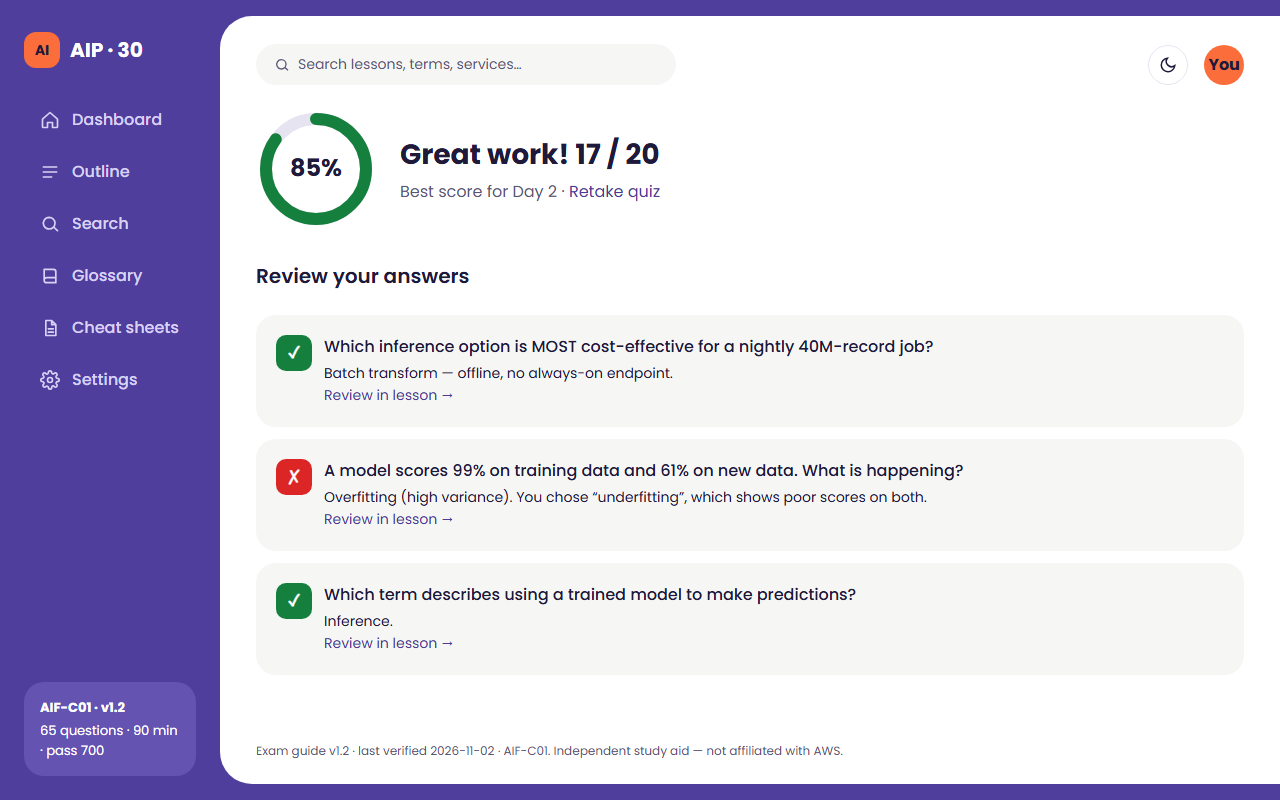 AI
AIP · 30
Dashboard
Outline
Search
Glossary
Cheat sheets
Settings
AIF-C01 · v1.2
65 questions · 90 min
· pass 700
Search lessons, terms, services…
You
85%
Great work! 17 / 20
Best score for Day 2 · Retake quiz
Review your answers
✓
Which inference option is MOST cost-effective for a nightly 40M-record job?
Batch transform — offline, no always-on endpoint.
Review in lesson →
✗
A model scores 99% on training data and 61% on new data. What is happening?
Overfitting (high variance). You chose “underfitting”, which shows poor scores on both.
Review in lesson →
✓
Which term describes using a trained model to make predictions?
Inference.
Review in lesson →
Exam guide v1.2 · last verified 2026-11-02 · AIF-C01. Independent study aid — not affiliated with AWS.